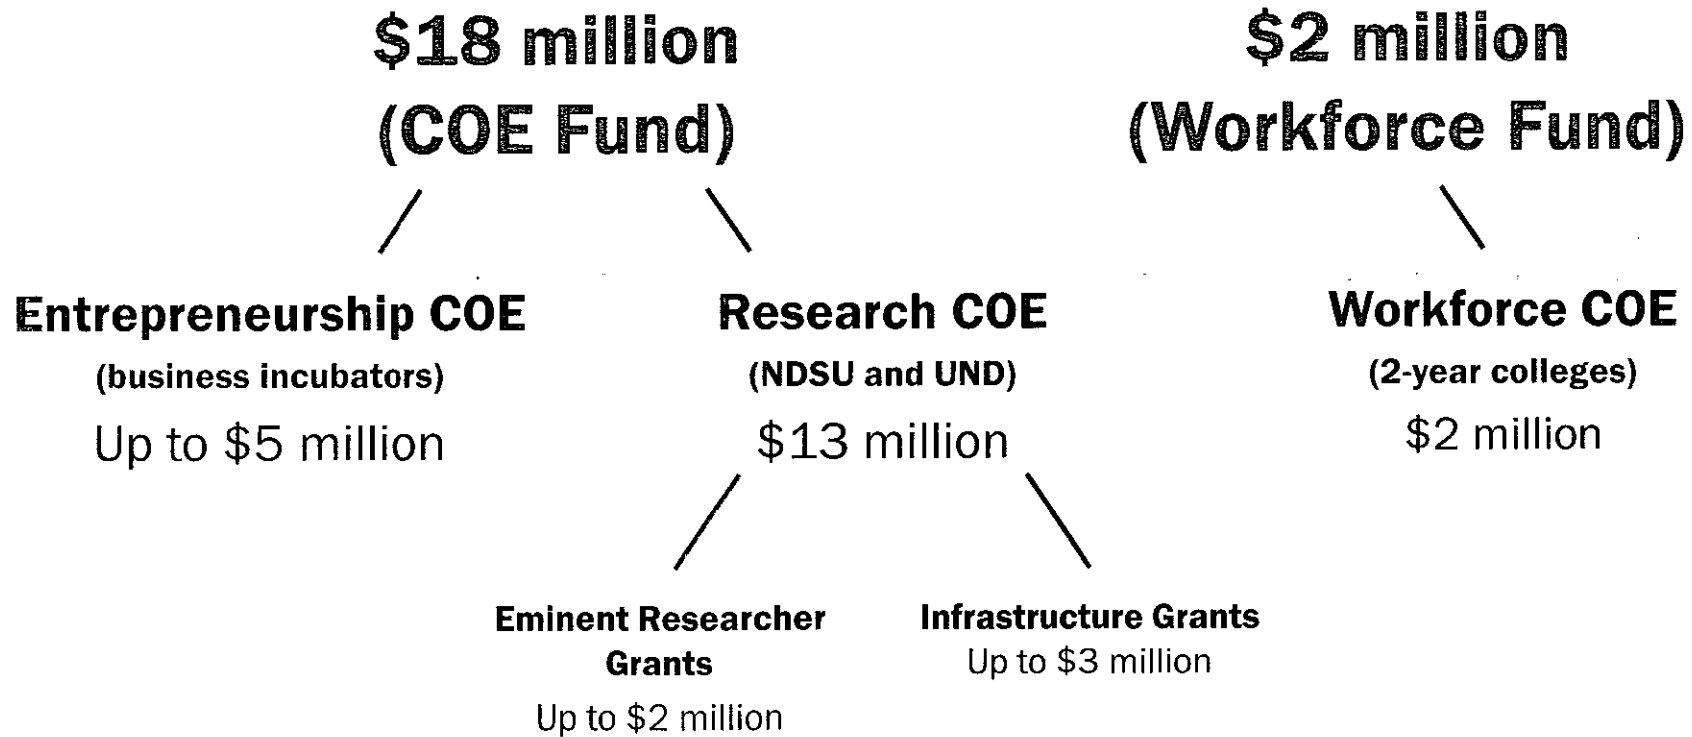 $18 million
(COE Fund)
$2 million
(Workforce Fund)
Entrepreneurship COE
(business incubators)
Up to $5 million
Research COE
(NDSU and UND)
$13 million
Workforce COE
(2-year colleges)
$2 million
Eminent Researcher
Grants
Up to $2 million
Infrastructure Grants
Up to $3 million